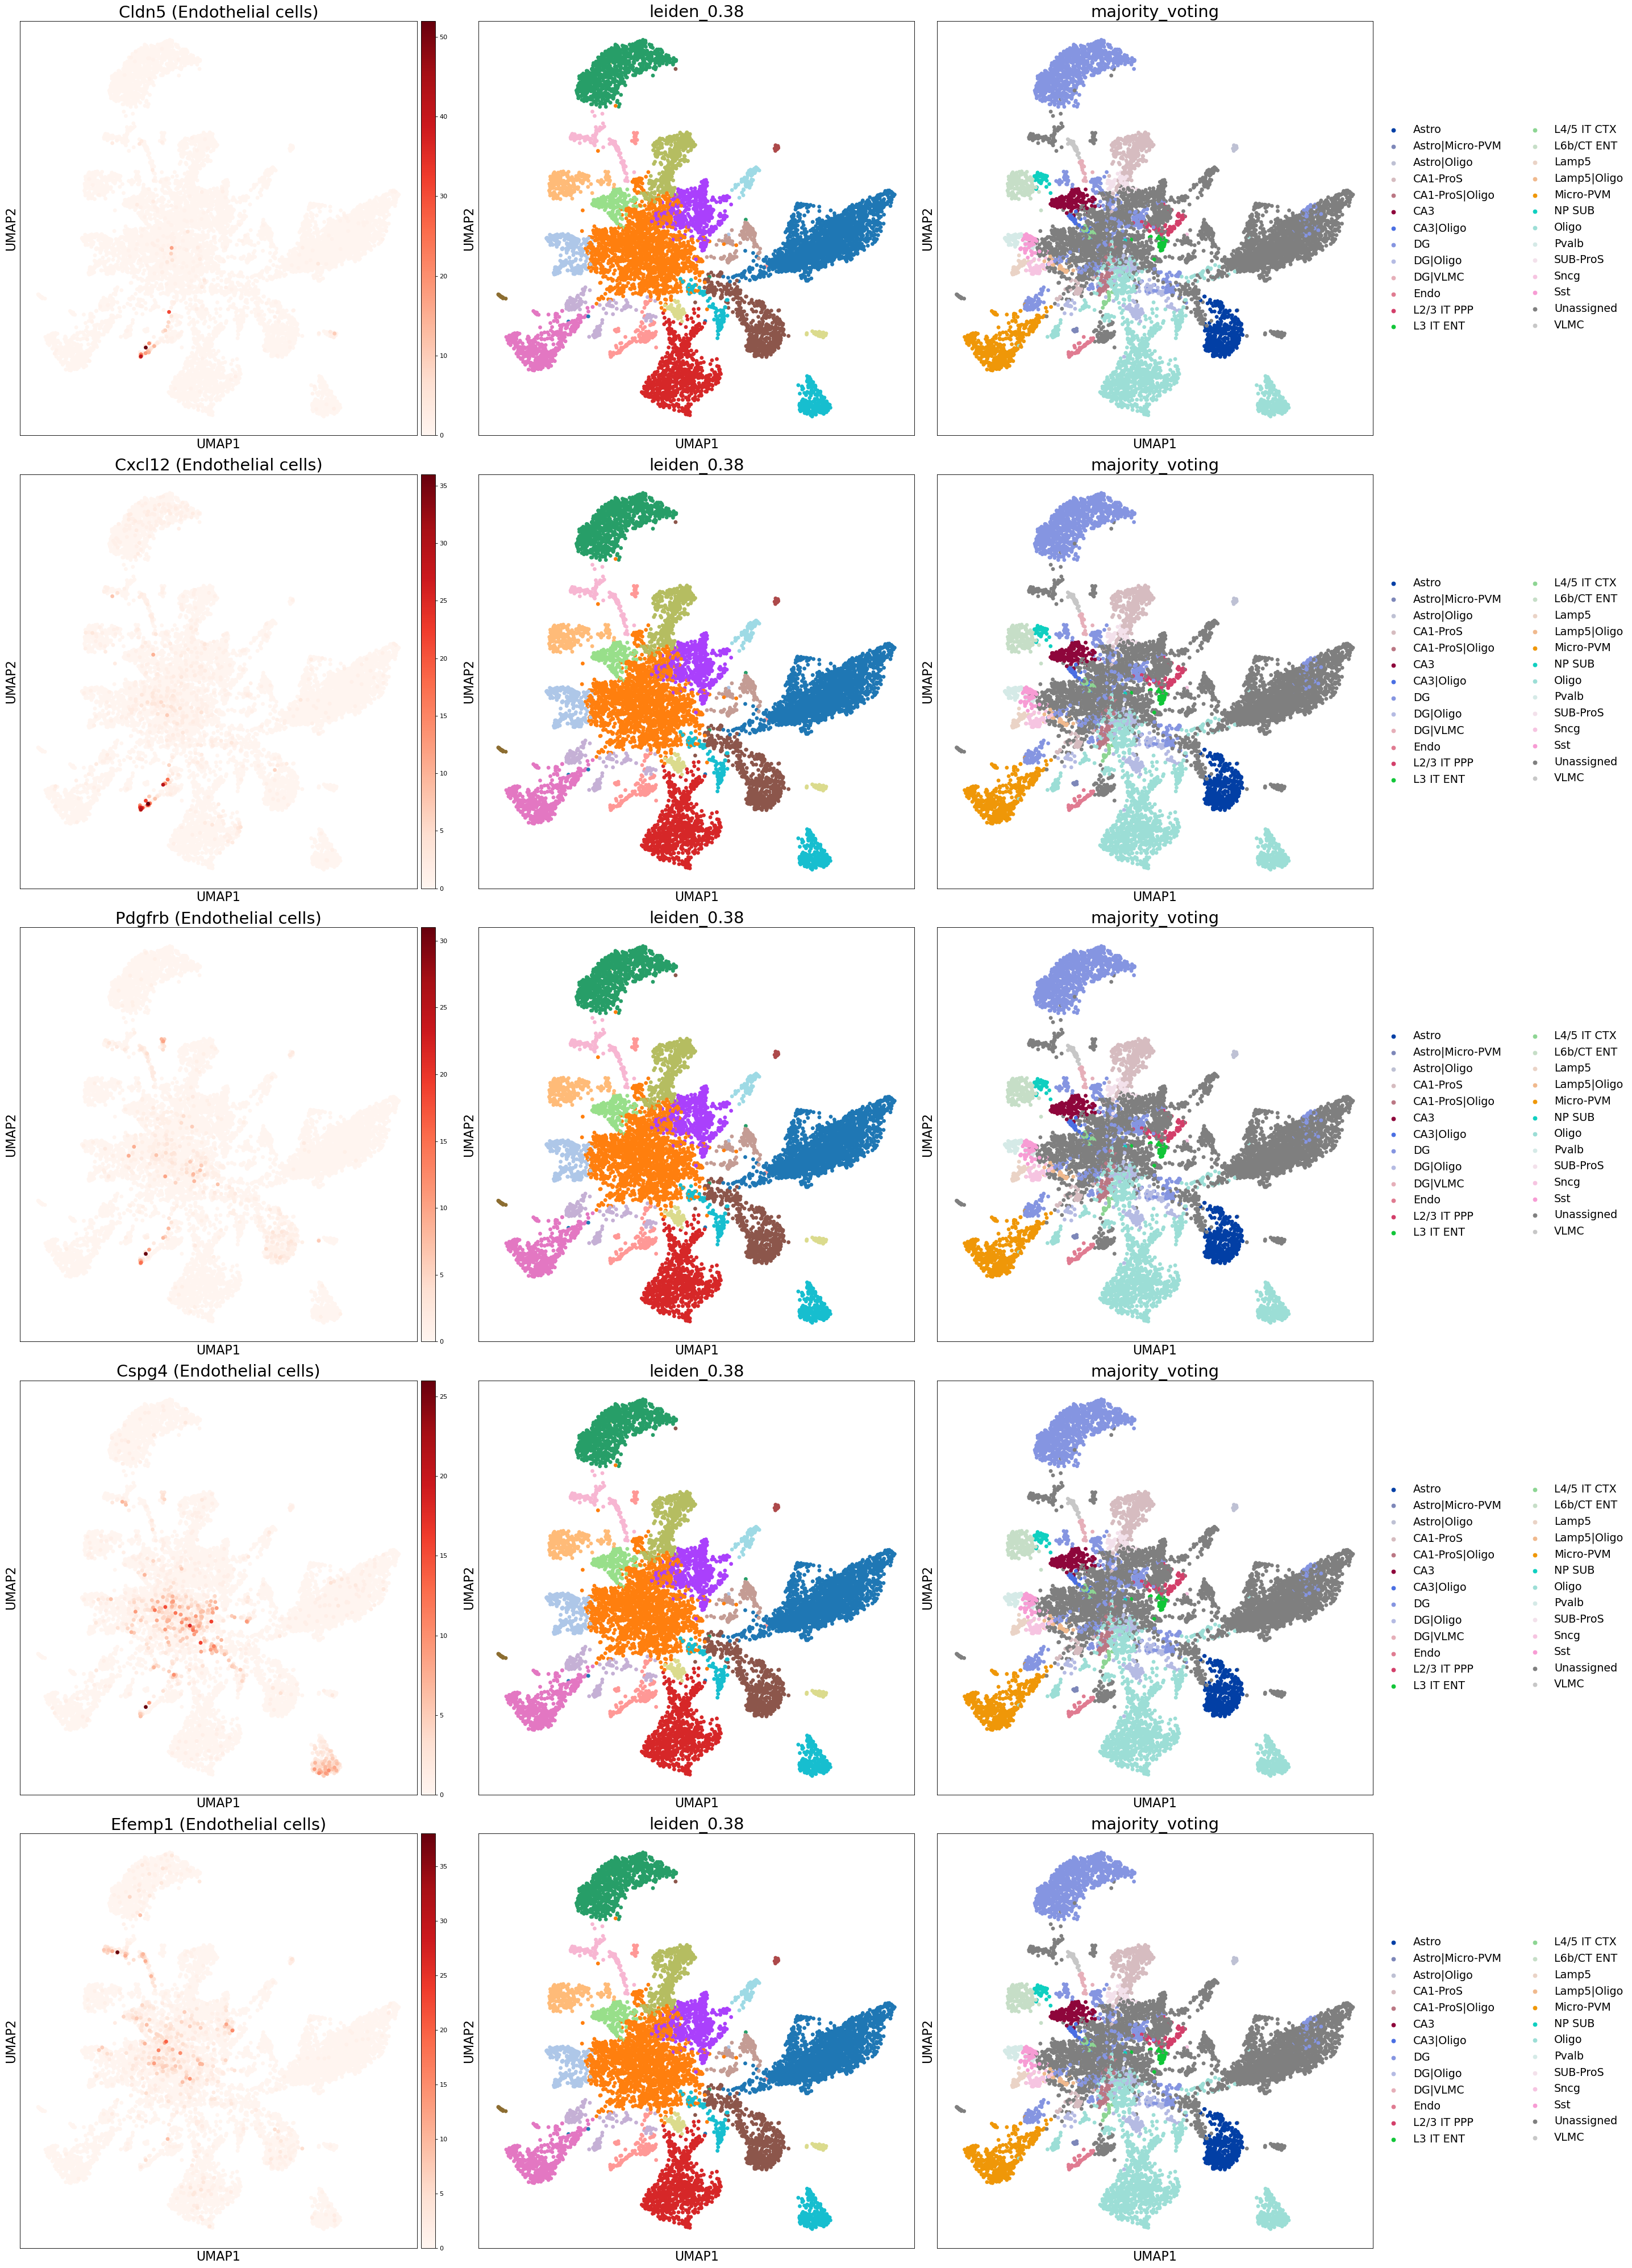 Cldn5 (Endothelial cells)
leiden_0.38
majority_voting
50
40
30
20
10
0
UMAP2
UMAP2
UMAP2
UMAP1
UMAP1
UMAP1
Astro
Astro|Micro-PVM
Astro|Oligo
CA1-ProS
CA1-ProS|Oligo
CA3
CA3|Oligo
DG
DG|Oligo
DG|VLMC
Endo
L2/3 IT PPP
L3 IT ENT
L4/5 IT CTX
L6b/CT ENT
Lamp5
Lamp5|Oligo
Micro-PVM
NP SUB
Oligo
Pvalb
SUB-ProS
Sncg
Sst
Unassigned
VLMC
Cxcl12 (Endothelial cells)
leiden_0.38
majority_voting
35
30
25
20
15
10
5
0
UMAP2
UMAP2
UMAP2
UMAP1
UMAP1
UMAP1
Astro
Astro|Micro-PVM
Astro|Oligo
CA1-ProS
CA1-ProS|Oligo
CA3
CA3|Oligo
DG
DG|Oligo
DG|VLMC
Endo
L2/3 IT PPP
L3 IT ENT
L4/5 IT CTX
L6b/CT ENT
Lamp5
Lamp5|Oligo
Micro-PVM
NP SUB
Oligo
Pvalb
SUB-ProS
Sncg
Sst
Unassigned
VLMC
Pdgfrb (Endothelial cells)
leiden_0.38
majority_voting
30
25
20
15
10
5
0
UMAP2
UMAP2
UMAP2
UMAP1
UMAP1
UMAP1
Astro
Astro|Micro-PVM
Astro|Oligo
CA1-ProS
CA1-ProS|Oligo
CA3
CA3|Oligo
DG
DG|Oligo
DG|VLMC
Endo
L2/3 IT PPP
L3 IT ENT
L4/5 IT CTX
L6b/CT ENT
Lamp5
Lamp5|Oligo
Micro-PVM
NP SUB
Oligo
Pvalb
SUB-ProS
Sncg
Sst
Unassigned
VLMC
Cspg4 (Endothelial cells)
leiden_0.38
majority_voting
25
20
15
10
5
0
UMAP2
UMAP2
UMAP2
UMAP1
UMAP1
UMAP1
Astro
Astro|Micro-PVM
Astro|Oligo
CA1-ProS
CA1-ProS|Oligo
CA3
CA3|Oligo
DG
DG|Oligo
DG|VLMC
Endo
L2/3 IT PPP
L3 IT ENT
L4/5 IT CTX
L6b/CT ENT
Lamp5
Lamp5|Oligo
Micro-PVM
NP SUB
Oligo
Pvalb
SUB-ProS
Sncg
Sst
Unassigned
VLMC
Efemp1 (Endothelial cells)
leiden_0.38
majority_voting
35
30
25
20
15
10
5
0
UMAP2
UMAP2
UMAP2
UMAP1
UMAP1
UMAP1
Astro
Astro|Micro-PVM
Astro|Oligo
CA1-ProS
CA1-ProS|Oligo
CA3
CA3|Oligo
DG
DG|Oligo
DG|VLMC
Endo
L2/3 IT PPP
L3 IT ENT
L4/5 IT CTX
L6b/CT ENT
Lamp5
Lamp5|Oligo
Micro-PVM
NP SUB
Oligo
Pvalb
SUB-ProS
Sncg
Sst
Unassigned
VLMC